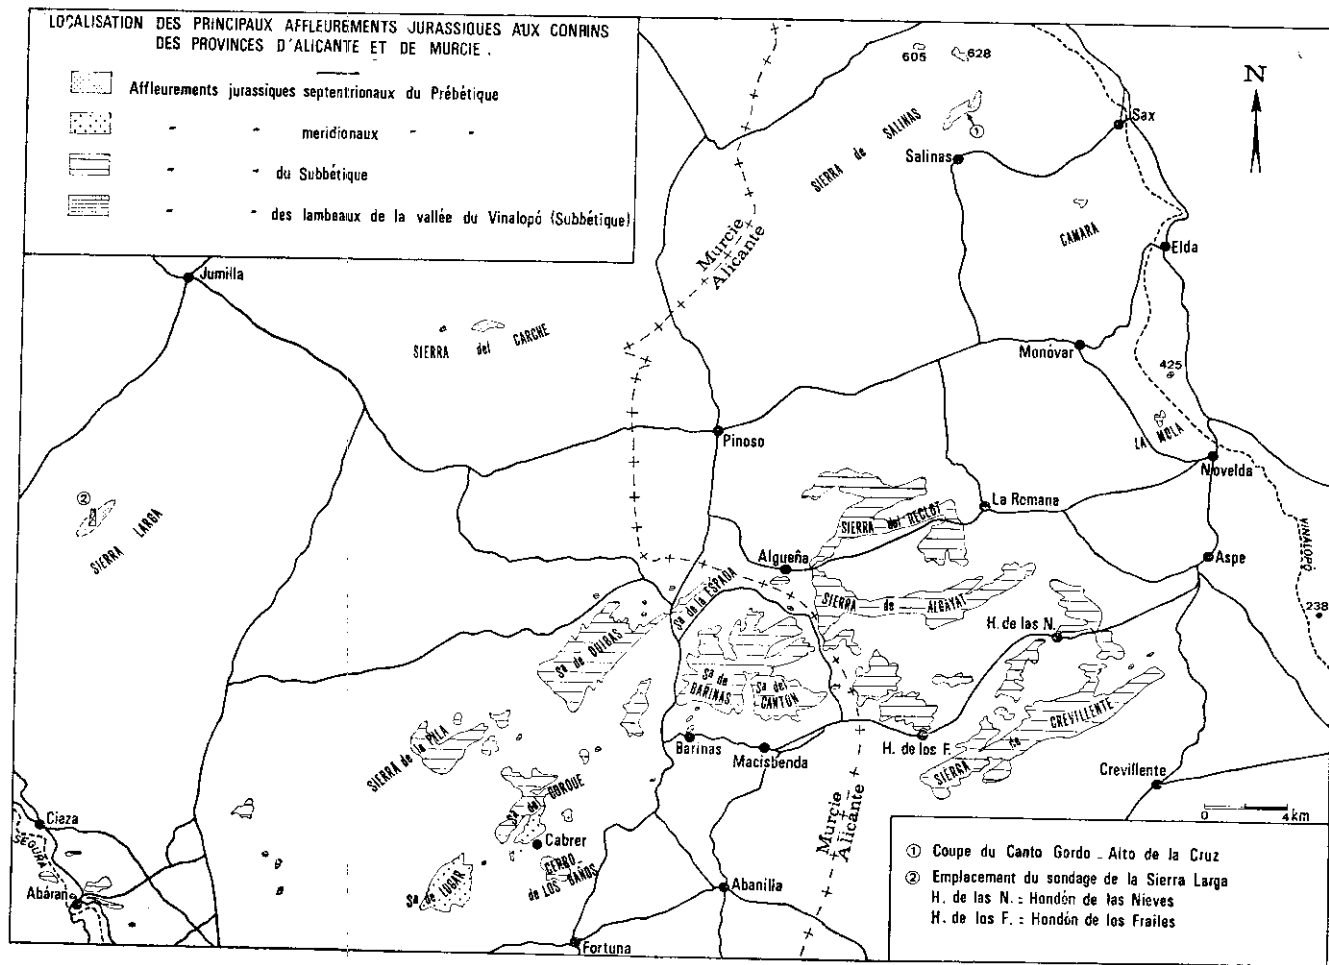 LOCALISATION DES PRINCIPAUX AFFLEUREMENTS JURASSIQUES AUX CONFINS
DES PROVINCES D'ALICANTE ET DE MURCIE.
Affleurements jurassiques septentrionaux du Prébétique
" " meridionaux " "
" " du Subbétique
" " des lambeaux de la vallée du Vinalopó (Subbétique)
605
628
N
Sax
SIERRA de SALINAS
①
Salinas
CAMARA
Murcie
Alicante
Elda
Jumilla
SIERRA del CARCHE
Monóvar
425
LA MOLA
Pinoso
Novelda
②
SIERRA LARGA
La Romana
SIERRA del RECLOT
VINALOPÓ
Algueña
Aspe
Sa de la ESPADA
SIERRA de ALGAYAT
238
H. de las N.
Sa de QUIBAS
Sa de BARINAS
Sa del CANTON
CREVILLENTE
SIERRA de
SIERRA de la PILA
Barinas
Macisbenda
H. de los F.
Crevillente
Sa del CORQUE
0 4 km
Cieza
SEGURA
Cabrer
Murcie
Alicante
CERRO
de LOS BAÑOS
Sa de LUGAR
Abáran
Abanilla
Fortuna
① Coupe du Canto Gordo - Alto de la Cruz
② Emplacement du sondage de la Sierra Larga
H. de las N. : Hondón de las Nieves
H. de los F. : Hondón de los Frailes